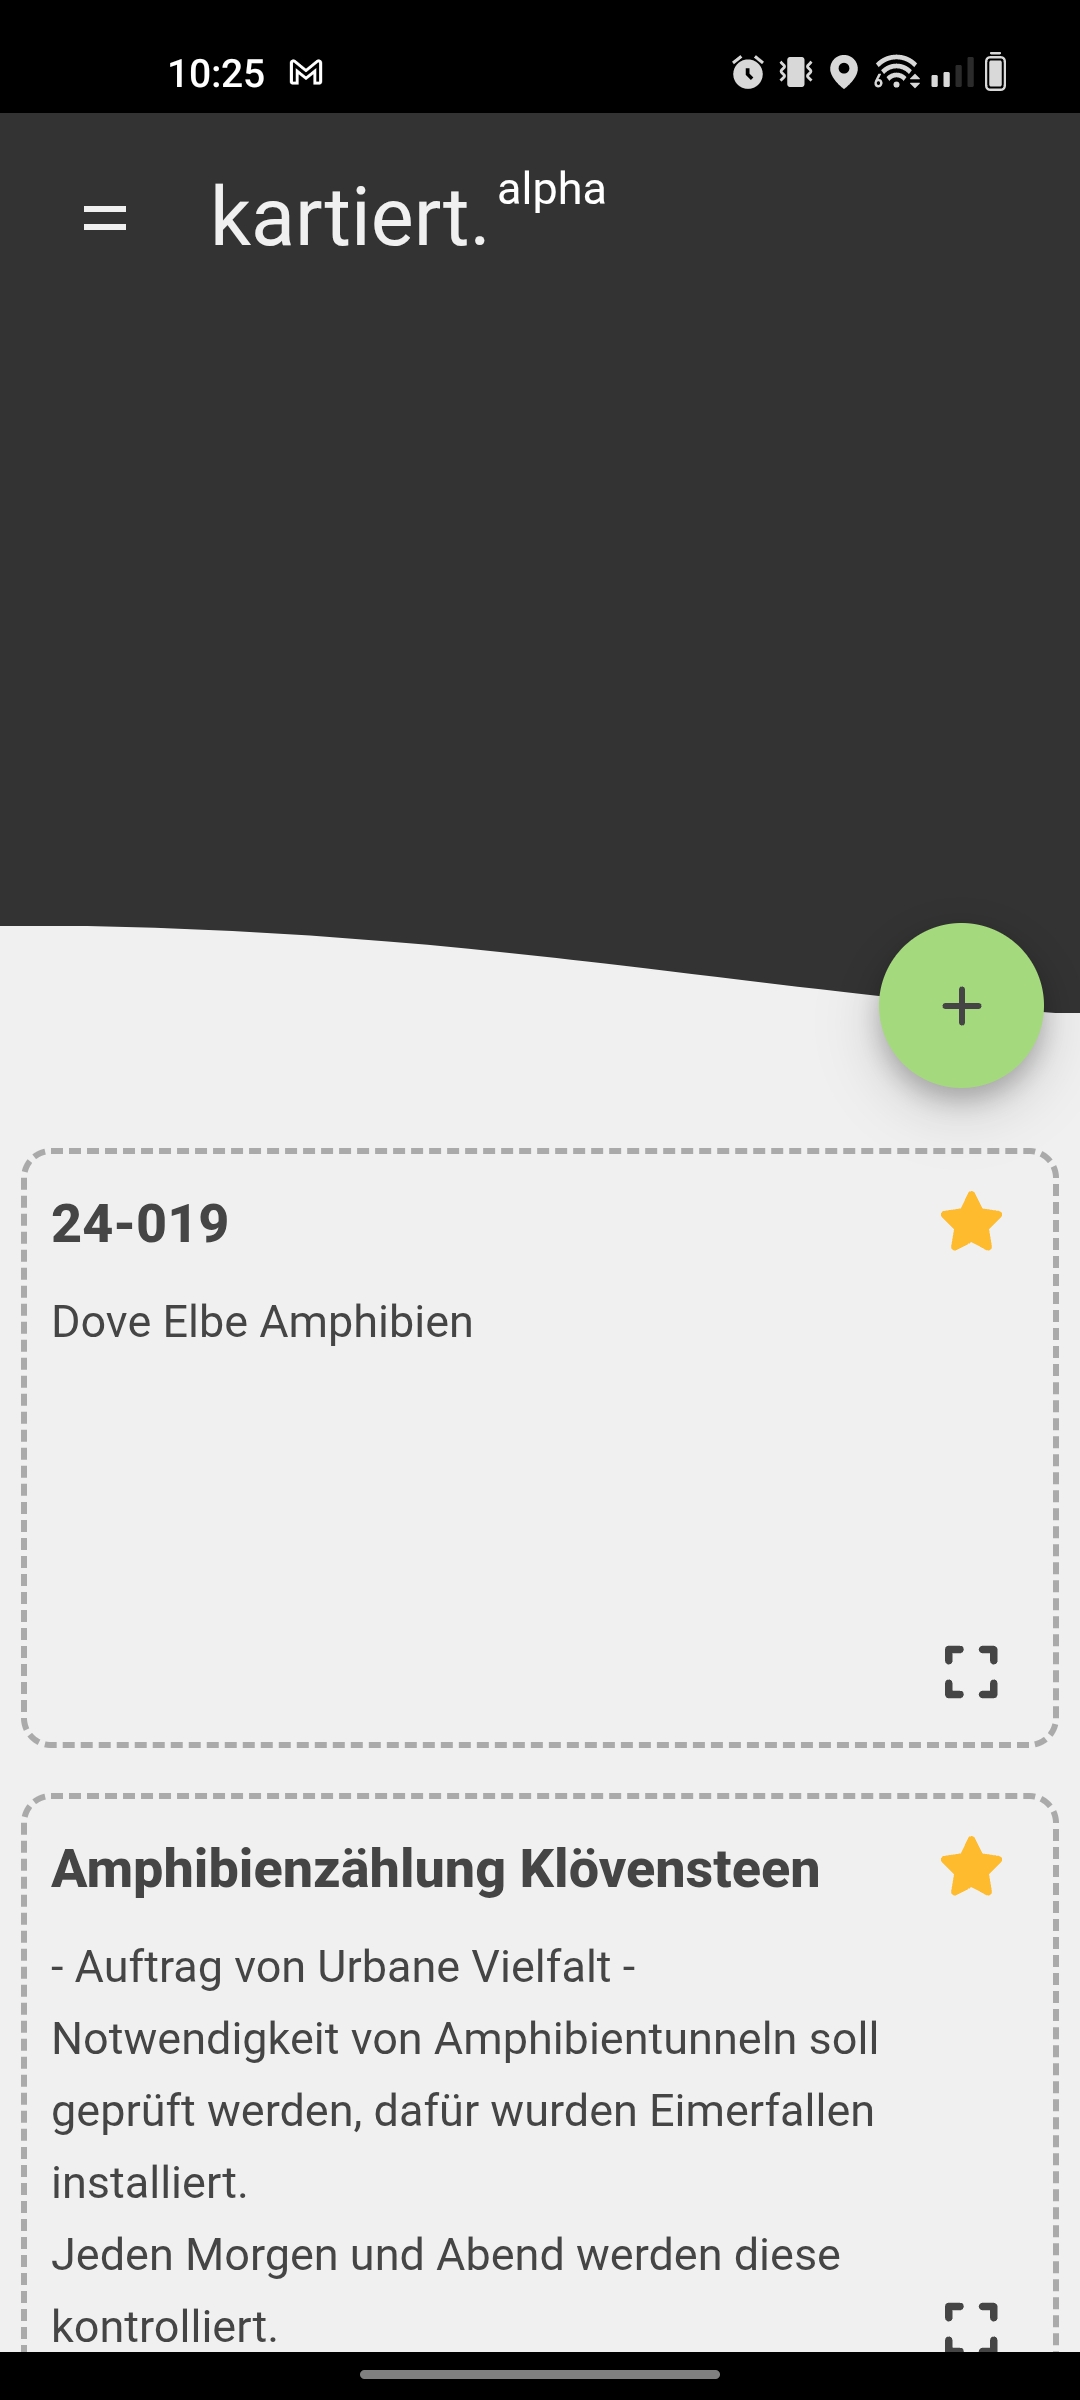 10:25
kartiert. alpha
24-019
Dove Elbe Amphibien
Amphibienzählung Klövensteen
- Auftrag von Urbane Vielfalt -
Notwendigkeit von Amphibientunneln soll
geprüft werden, dafür wurden Eimerfallen
installiert.
Jeden Morgen und Abend werden diese
kontrolliert.